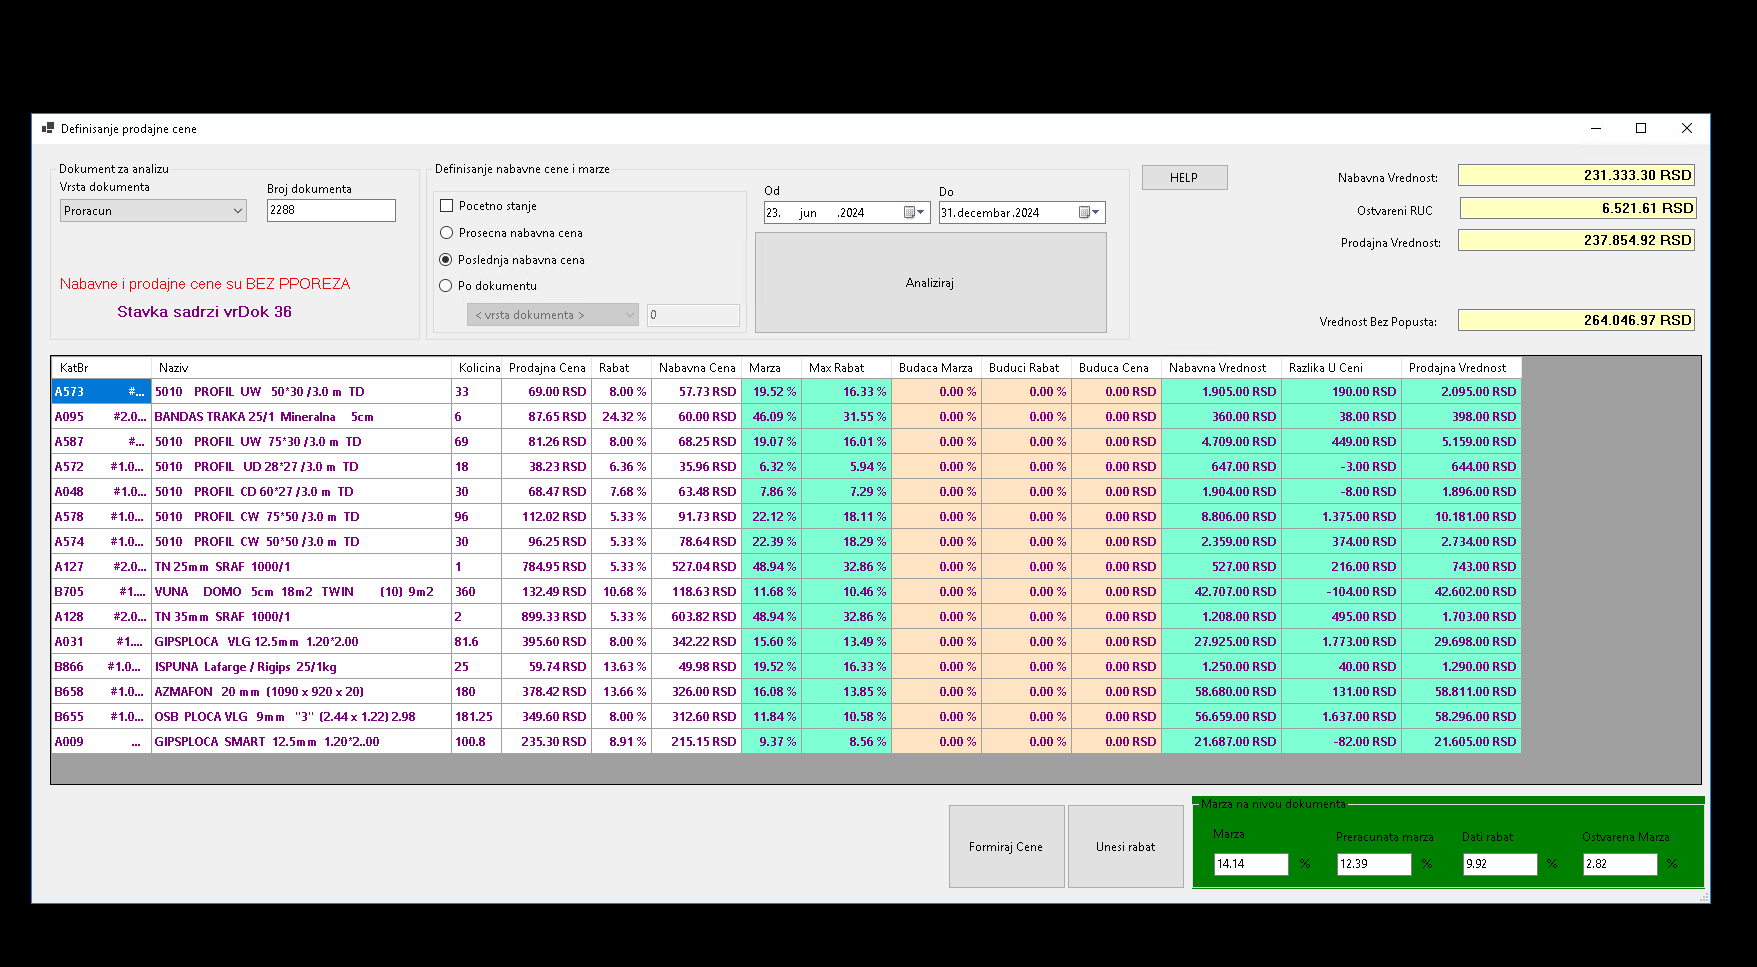 Definisanje prodajne cene
Dokument za analizu
Vrsta dokumenta
Broj dokumenta
Proracun
2288
Nabavne i prodajne cene su BEZ PPOREZA
Stavka sadrzi vrDok 36
Definisanje nabavne cene i marze
Pocetno stanje
Prosecna nabavna cena
Poslednja nabavna cena
Po dokumentu
< vrsta dokumenta >
0
Od
Do
23. jun .2024
31.decembar .2024
Analiziraj
HELP
Nabavna Vrednost: 231.333.30 RSD
Ostvareni RUC 6.521.61 RSD
Prodajna Vrednost: 237.854.92 RSD
Vrednost Bez Popusta: 264.046.97 RSD
KatBr Naziv Kolicina Prodajna Cena Rabat Nabavna Cena Marza Max Rabat Buduca Marza Buduci Rabat Buduca Cena Nabavna Vrednost Razlika U Ceni Prodajna Vrednost
A573 #... 5010 PROFIL UW 50*30 /3.0 m TD 33 69.00 RSD 8.00 % 57.73 RSD 19.52 % 16.33 % 0.00 % 0.00 % 0.00 RSD 1.905.00 RSD 190.00 RSD 2.095.00 RSD
A095 #2.0... BANDAS TRAKA 25/1 Mineralna 5cm 6 87.65 RSD 24.32 % 60.00 RSD 46.09 % 31.55 % 0.00 % 0.00 % 0.00 RSD 360.00 RSD 38.00 RSD 398.00 RSD
A587 #... 5010 PROFIL UW 75*30 /3.0 m TD 69 81.26 RSD 8.00 % 68.25 RSD 19.07 % 16.01 % 0.00 % 0.00 % 0.00 RSD 4.709.00 RSD 449.00 RSD 5.159.00 RSD
A572 #1.0... 5010 PROFIL UD 28*27 /3.0 m TD 18 38.23 RSD 6.36 % 35.96 RSD 6.32 % 5.94 % 0.00 % 0.00 % 0.00 RSD 647.00 RSD -3.00 RSD 644.00 RSD
A048 #1.0... 5010 PROFIL CD 60*27 /3.0 m TD 30 68.47 RSD 7.68 % 63.48 RSD 7.86 % 7.29 % 0.00 % 0.00 % 0.00 RSD 1.904.00 RSD -8.00 RSD 1.896.00 RSD
A578 #1.0... 5010 PROFIL CW 75*50 /3.0 m TD 96 112.02 RSD 5.33 % 91.73 RSD 22.12 % 18.11 % 0.00 % 0.00 % 0.00 RSD 8.806.00 RSD 1.375.00 RSD 10.181.00 RSD
A574 #1.0... 5010 PROFIL CW 50*50 /3.0 m TD 30 96.25 RSD 5.33 % 78.64 RSD 22.39 % 18.29 % 0.00 % 0.00 % 0.00 RSD 2.359.00 RSD 374.00 RSD 2.734.00 RSD
A127 #2.0... TN 25mm SRAF 1000/1 1 784.95 RSD 5.33 % 527.04 RSD 48.94 % 32.86 % 0.00 % 0.00 % 0.00 RSD 527.00 RSD 216.00 RSD 743.00 RSD
B705 #1.... VUNA DOMO 5cm 18m2 TWIN (10) 9m2 360 132.49 RSD 10.68 % 118.63 RSD 11.68 % 10.46 % 0.00 % 0.00 % 0.00 RSD 42.707.00 RSD -104.00 RSD 42.602.00 RSD
A128 #2.0... TN 35mm SRAF 1000/1 2 899.33 RSD 5.33 % 603.82 RSD 48.94 % 32.86 % 0.00 % 0.00 % 0.00 RSD 1.208.00 RSD 495.00 RSD 1.703.00 RSD
A031 #1.... GIPSPLOCA VLG 12.5mm 1.20*2.00 81.6 395.60 RSD 8.00 % 342.22 RSD 15.60 % 13.49 % 0.00 % 0.00 % 0.00 RSD 27.925.00 RSD 1.773.00 RSD 29.698.00 RSD
B866 #1.0... ISPUNA Lafarge / Rigips 25/1kg 25 59.74 RSD 13.63 % 49.98 RSD 19.52 % 16.33 % 0.00 % 0.00 % 0.00 RSD 1.250.00 RSD 40.00 RSD 1.290.00 RSD
B658 #1.0... AZMAFON 20 mm (1090 x 920 x 20) 180 378.42 RSD 13.66 % 326.00 RSD 16.08 % 13.85 % 0.00 % 0.00 % 0.00 RSD 58.680.00 RSD 131.00 RSD 58.811.00 RSD
B655 #1.0... OSB PLOCA VLG 9mm "3" (2.44 x 1.22) 2.98 181.25 349.60 RSD 8.00 % 312.60 RSD 11.84 % 10.58 % 0.00 % 0.00 % 0.00 RSD 56.659.00 RSD 1.637.00 RSD 58.296.00 RSD
A009 ... GIPSPLOCA SMART 12.5mm 1.20*2..00 100.8 235.30 RSD 8.91 % 215.15 RSD 9.37 % 8.56 % 0.00 % 0.00 % 0.00 RSD 21.687.00 RSD -82.00 RSD 21.605.00 RSD
Formiraj Cene
Unesi rabat
Marza na nivou dokumenta
Marza Preracunata marza Dati rabat Ostvarena Marza
14.14 % 12.39 % 9.92 % 2.82 %